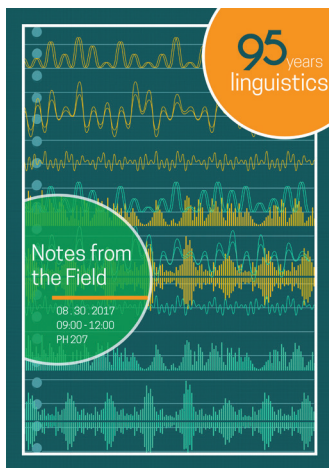 95 years
linguistics
Notes from
the Field
08.30.2017
09:00-12:00
PH 207